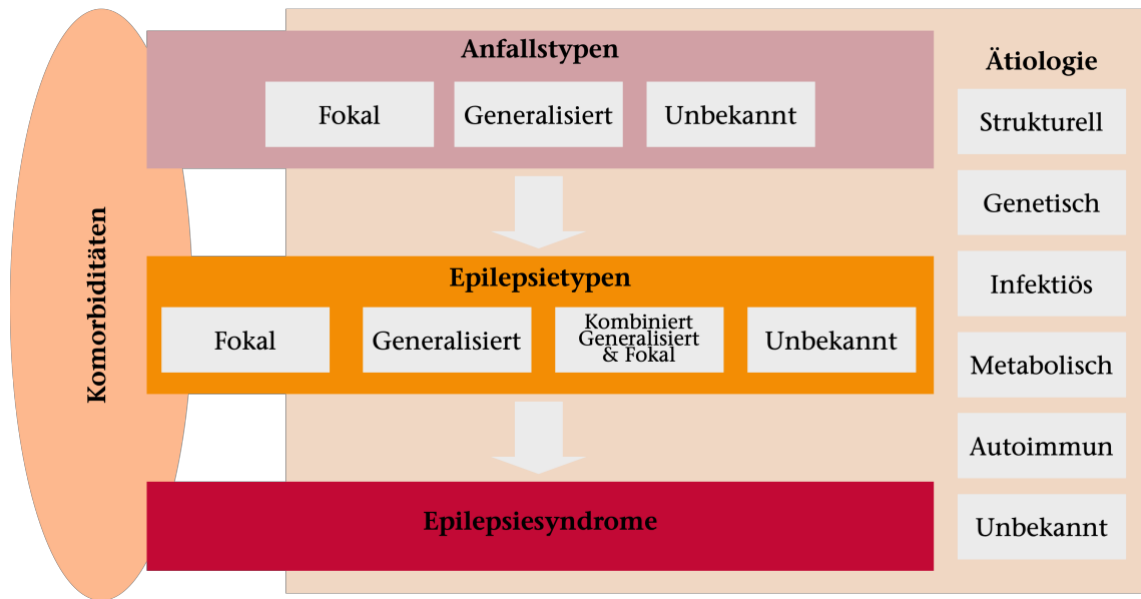 Anfallstypen
Fokal
Generalisiert
Unbekannt
Epilepsietypen
Fokal
Generalisiert
Kombiniert
Generalisiert
& Fokal
Unbekannt
Epilepsiesyndrome
Komorbiditäten
Ätiologie
Strukturell
Genetisch
Infektiös
Metabolisch
Autoimmun
Unbekannt